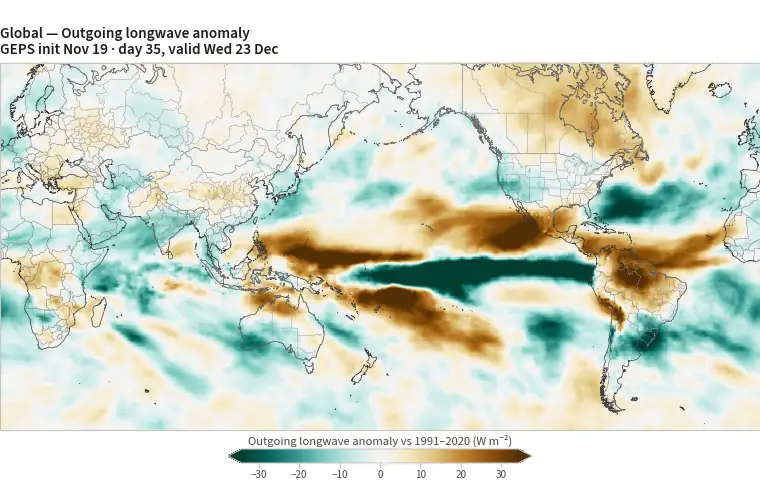 Global — Outgoing longwave anomaly
GEPS init Nov 19 · day 35, valid Wed 23 Dec
Outgoing longwave anomaly vs 1991–2020 (W m⁻²)
−30 −20 −10 0 10 20 30